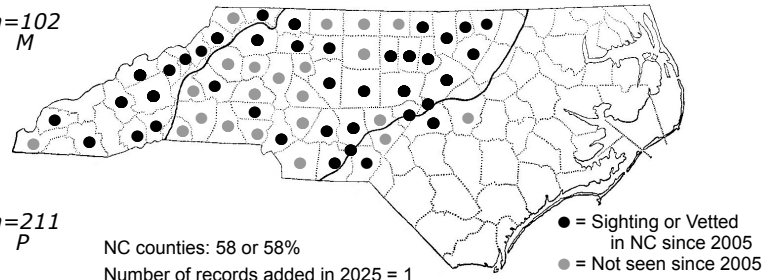 n=102
M
n=211
P
NC counties: 58 or 58%
Number of records added in 2025 = 1
● = Sighting or Vetted
in NC since 2005
● = Not seen since 2005